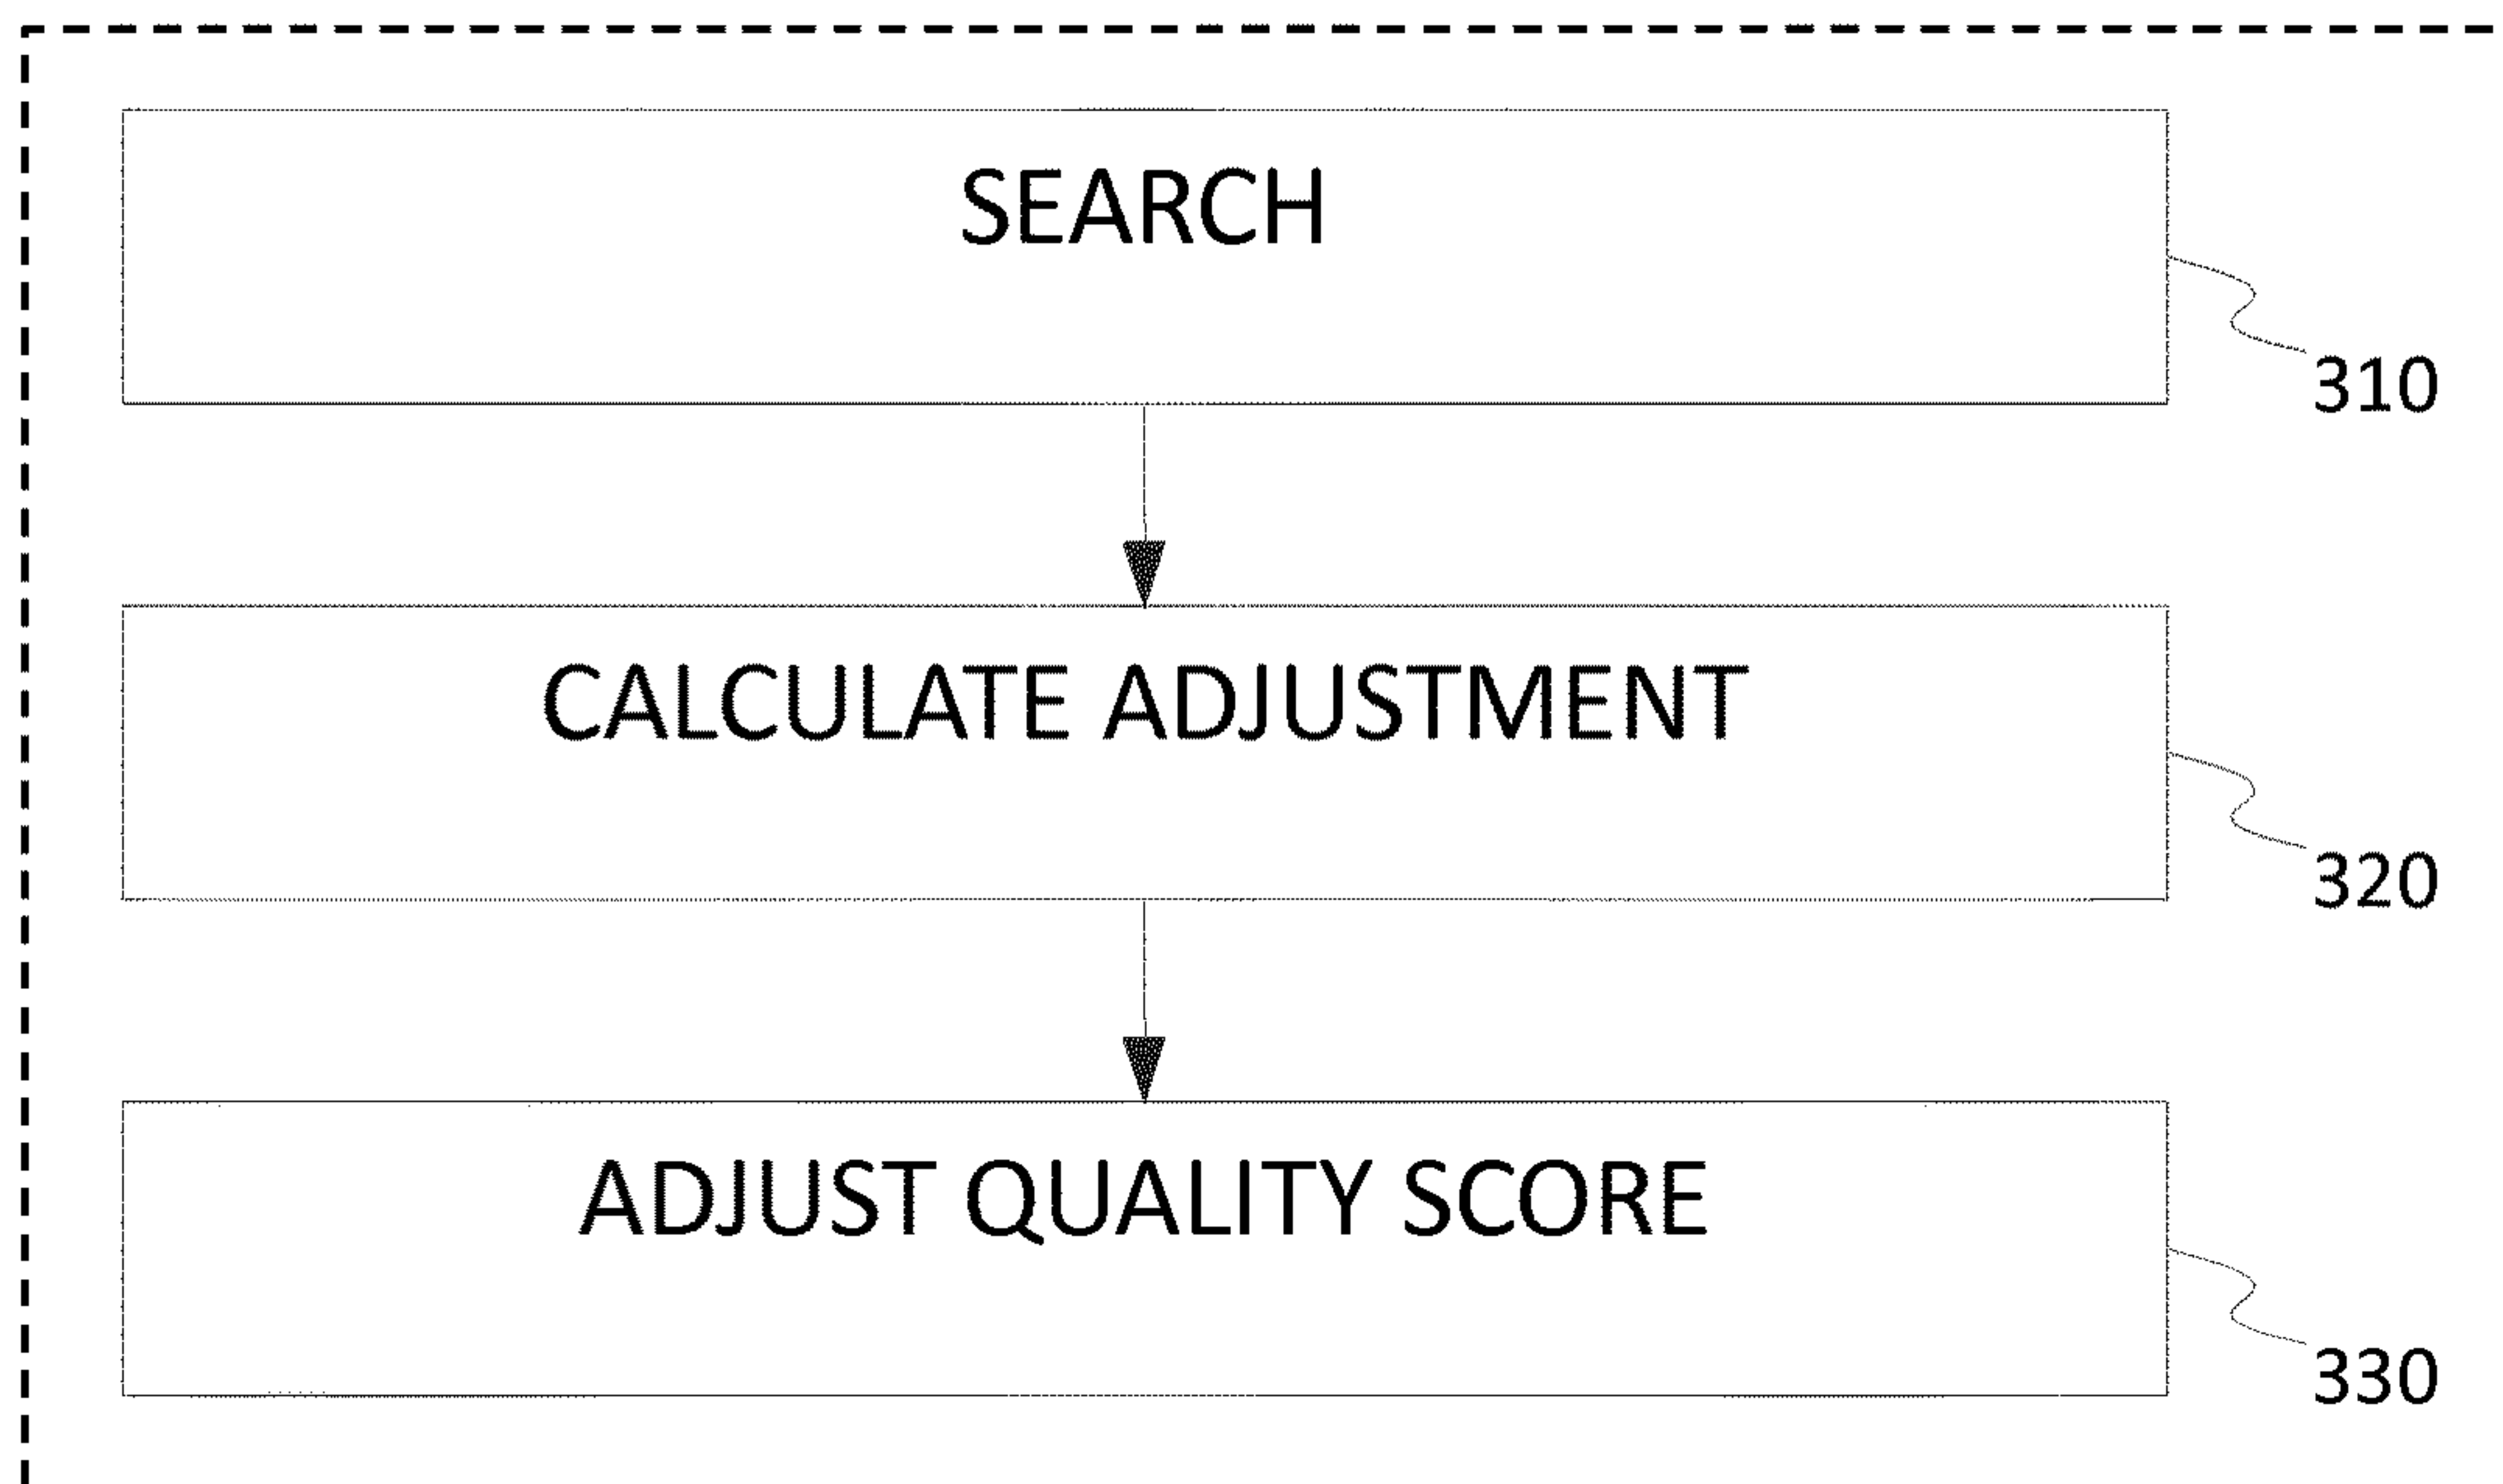 SEARCH
310
CALCULATE ADJUSTMENT
320
ADJUST QUALITY SCORE
330